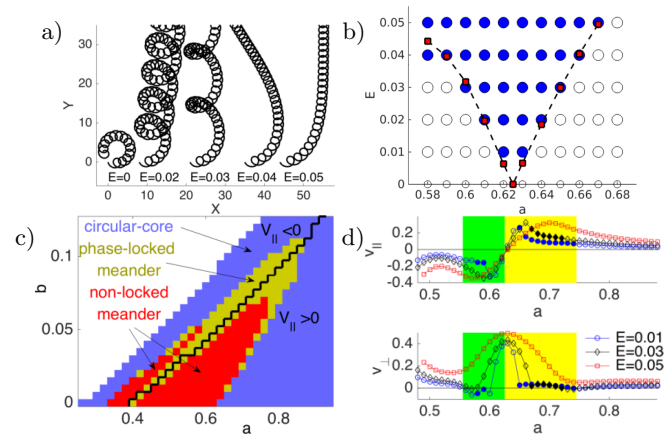 a)
Y
30
20
10
0
E=0 E=0.02 E=0.03 E=0.04 E=0.05
0 10 20 30 40 50
X
b)
E
0.05
0.04
0.03
0.02
0.01
0
0.58 0.6 0.62 0.64 0.66 0.68
a
c)
b
0.1
0.05
0
circular-core
phase-locked
meander
non-locked
meander
V|| <0
V|| >0
0.4 0.6 0.8
a
d)
V||
0.2
0
-0.2
-0.4
0.5 0.6 0.7 0.8
a
V⊥
0.4
0.2
0
E=0.01
E=0.03
E=0.05
0.5 0.6 0.7 0.8
a